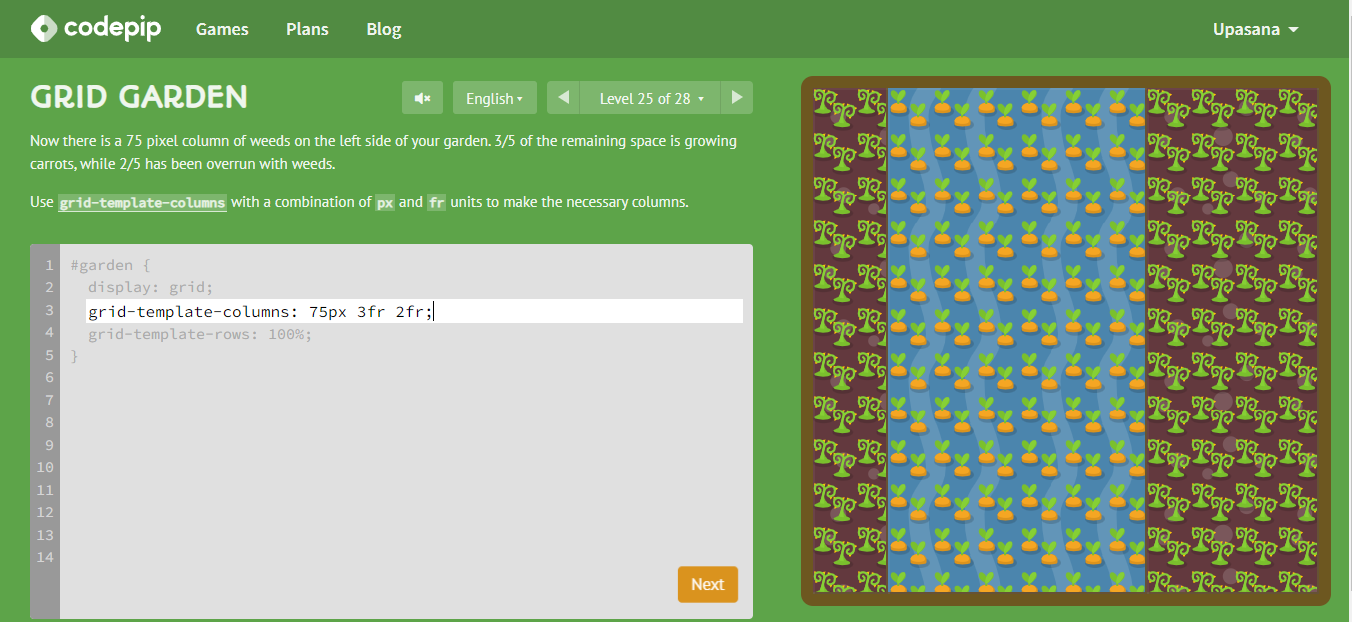 codepip Games Plans Blog Upasana
GRID GARDEN
English
Level 25 of 28
Now there is a 75 pixel column of weeds on the left side of your garden. 3/5 of the remaining space is growing
carrots, while 2/5 has been overrun with weeds.
Use grid-template-columns with a combination of px and fr units to make the necessary columns.
1 #garden {
2 display: grid;
3 grid-template-columns: 75px 3fr 2fr;
4 grid-template-rows: 100%;
5 }
6
7
8
9
10
11
12
13
14
Next